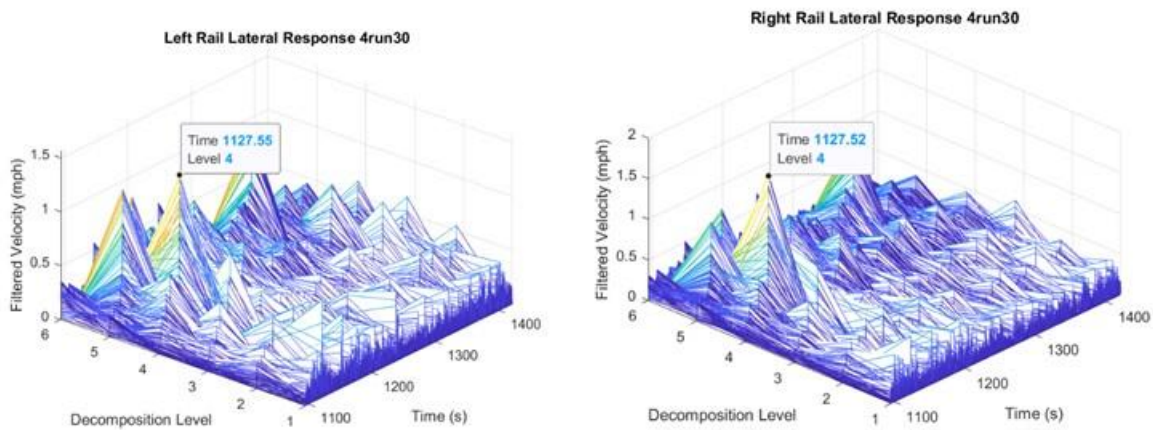 Left Rail Lateral Response 4run30
Time 1127.55
Level 4
1.5
1
0.5
0
Filtered Velocity (mph)
6
5
4
3
2
1
Decomposition Level
1100
1200
1300
1400
Time (s)
Right Rail Lateral Response 4run30
Time 1127.52
Level 4
2
1.5
1
0.5
0
Filtered Velocity (mph)
6
5
4
3
2
1
Decomposition Level
1100
1200
1300
1400
Time (s)